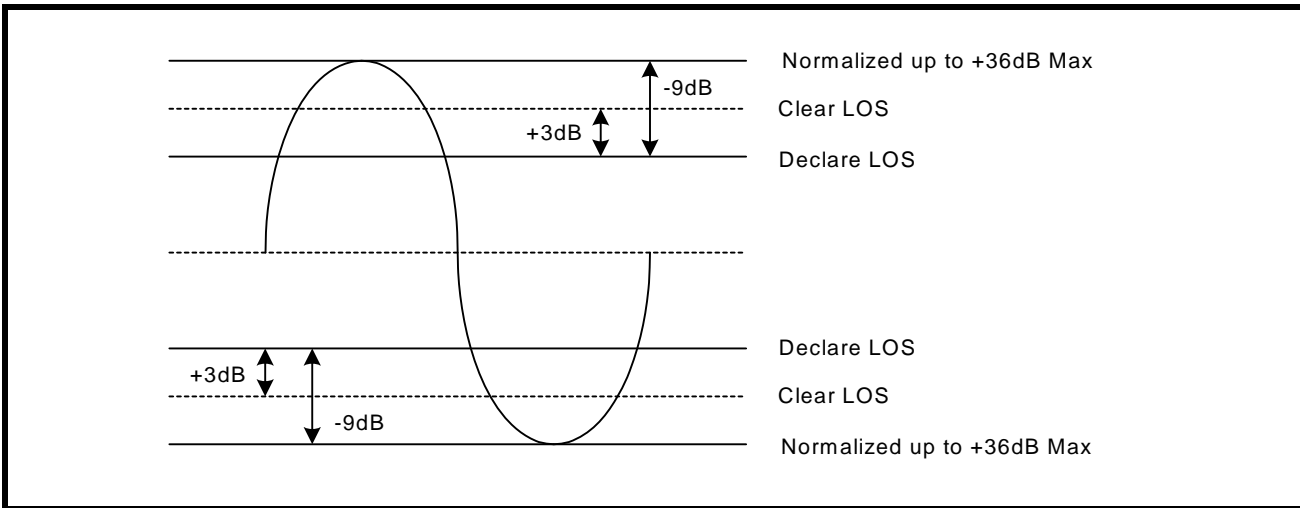 Normalized up to +36dB Max
-9dB
Clear LOS
+3dB
Declare LOS
Declare LOS
+3dB
Clear LOS
-9dB
Normalized up to +36dB Max